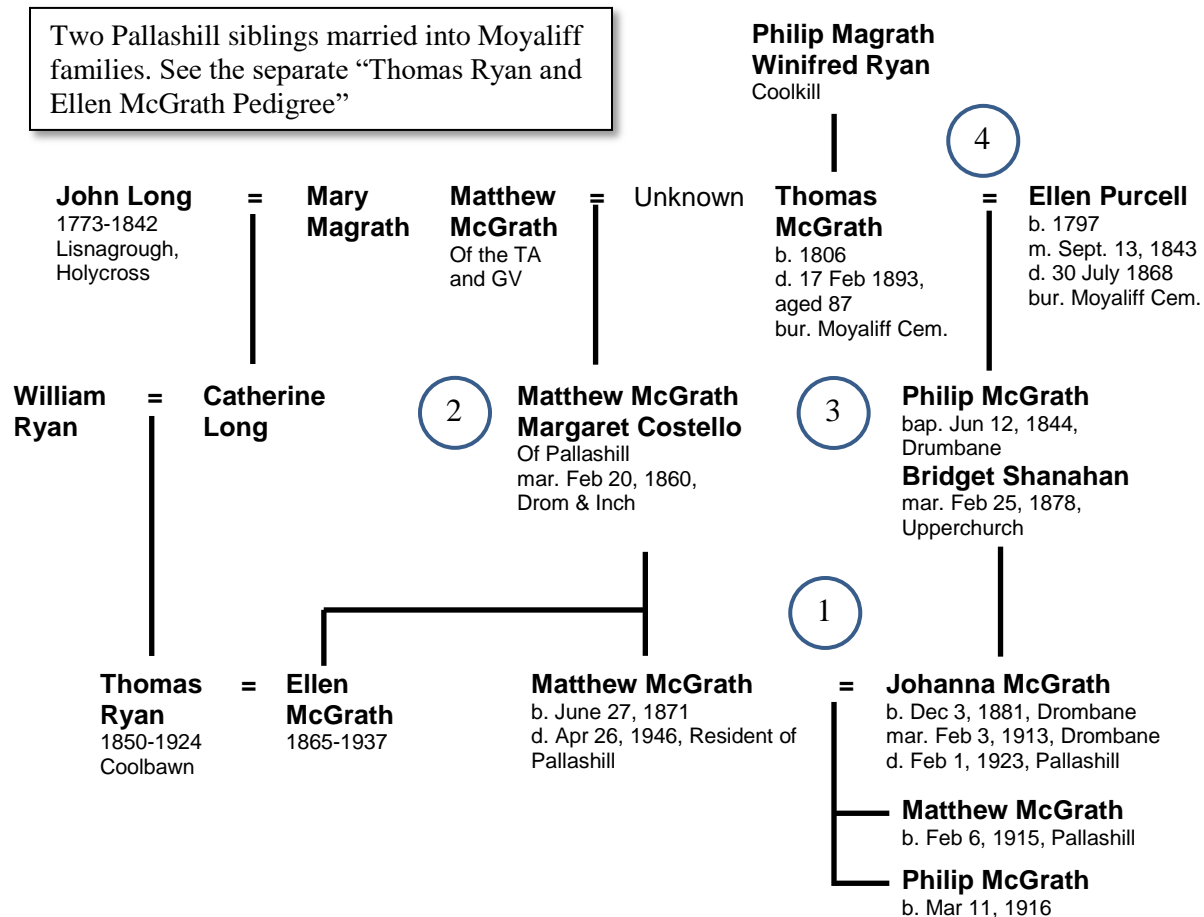 Two Pallashill siblings married into Moyaliff
families. See the separate “Thomas Ryan and
Ellen McGrath Pedigree”
Philip Magrath
Winifred Ryan
Coolkill
4
John Long
1773-1842
Lisnagrough,
Holycross
=
Mary
Magrath
Matthew
McGrath
Of the TA
and GV
=
Unknown
Thomas
McGrath
b. 1806
d. 17 Feb 1893,
aged 87
bur. Moyaliff Cem.
=
Ellen Purcell
b. 1797
m. Sept. 13, 1843
d. 30 July 1868
bur. Moyaliff Cem.
William
Ryan
=
Catherine
Long
2
Matthew McGrath
Margaret Costello
Of Pallashill
mar. Feb 20, 1860,
Drom & Inch
3
Philip McGrath
bap. Jun 12, 1844,
Drumbane
Bridget Shanahan
mar. Feb 25, 1878,
Upperchurch
1
Thomas
Ryan
1850-1924
Coolbawn
=
Ellen
McGrath
1865-1937
Matthew McGrath
b. June 27, 1871
d. Apr 26, 1946, Resident of
Pallashill
=
Johanna McGrath
b. Dec 3, 1881, Drombane
mar. Feb 3, 1913, Drombane
d. Feb 1, 1923, Pallashill
Matthew McGrath
b. Feb 6, 1915, Pallashill
Philip McGrath
b. Mar 11, 1916